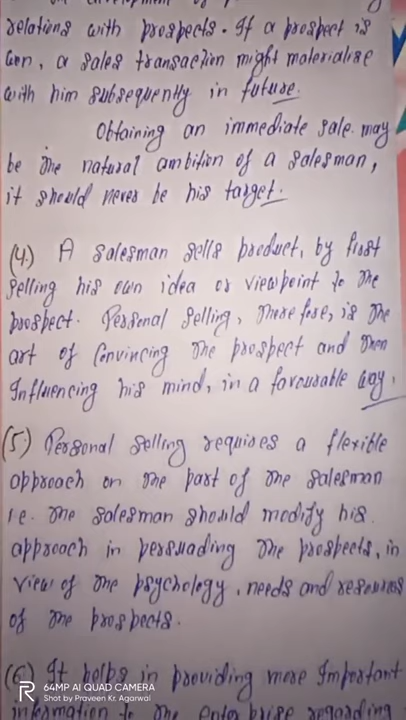 relations with prospects. If a prospect is
won, a sales transaction might materialise
with him subsequently in future.
Obtaining an immediate sale may
be the natural ambition of a salesman,
it should never be his target.
(4.) A salesman sells product, by first
selling his own idea or viewpoint to the
prospect. Personal selling, therefore, is the
art of Convincing the prospect and then
Influencing his mind, in a favourable way.
(5.) Personal selling requires a flexible
approach on the part of the salesman
i.e. the salesman should modify his
approach in persuading the prospects, in
view of the psychology, needs and resources
of the prospects.
(6) It helps in providing more Important
information to the enterprise regarding
64MP AI QUAD CAMERA
Shot by Praveen Kr. Agarwal